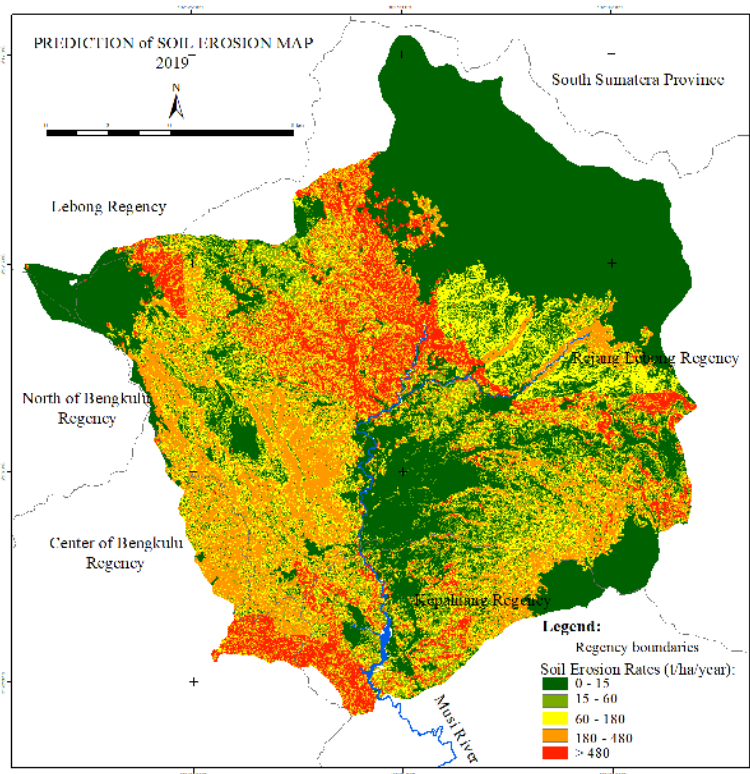 PREDICTION of SOIL EROSION MAP
2019
N
South Sumatera Province
Lebong Regency
Rejang Lebong Regency
North of Bengkulu
Regency
Center of Bengkulu
Regency
Kepahiang Regency
Legend:
Regency boundaries
Soil Erosion Rates (t/ha/year):
0 - 15
15 - 60
60 - 180
180 - 480
> 480
Musi River